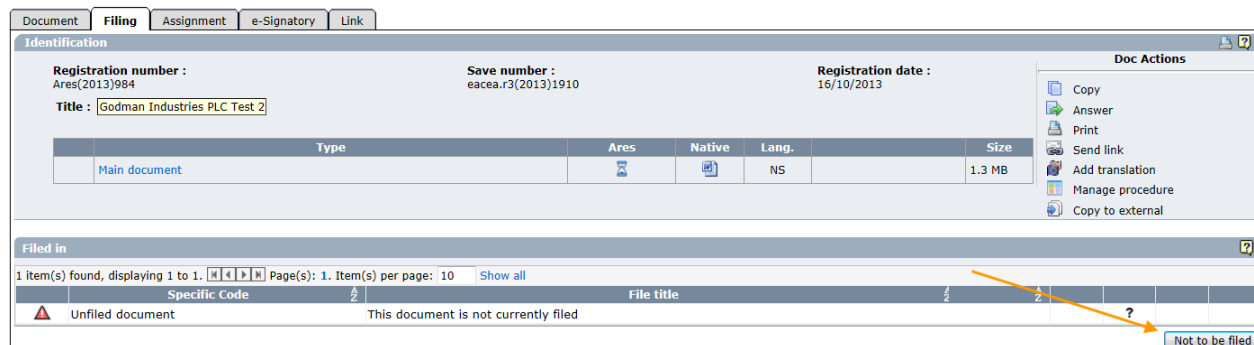 Document Filing Assignment e-Signatory Link
Identification
Doc Actions
Registration number : Save number : Registration date :
Ares(2013)984 eacea.r3(2013)1910 16/10/2013
Title : Godman Industries PLC Test 2
Copy
Answer
Print
Send link
Add translation
Manage procedure
Copy to external
Type Ares Native Lang. Size
Main document NS 1.3 MB
Filed in
1 item(s) found, displaying 1 to 1. Page(s): 1. Item(s) per page: 10 Show all
Specific Code File title
Unfiled document This document is not currently filed ?
Not to be filed